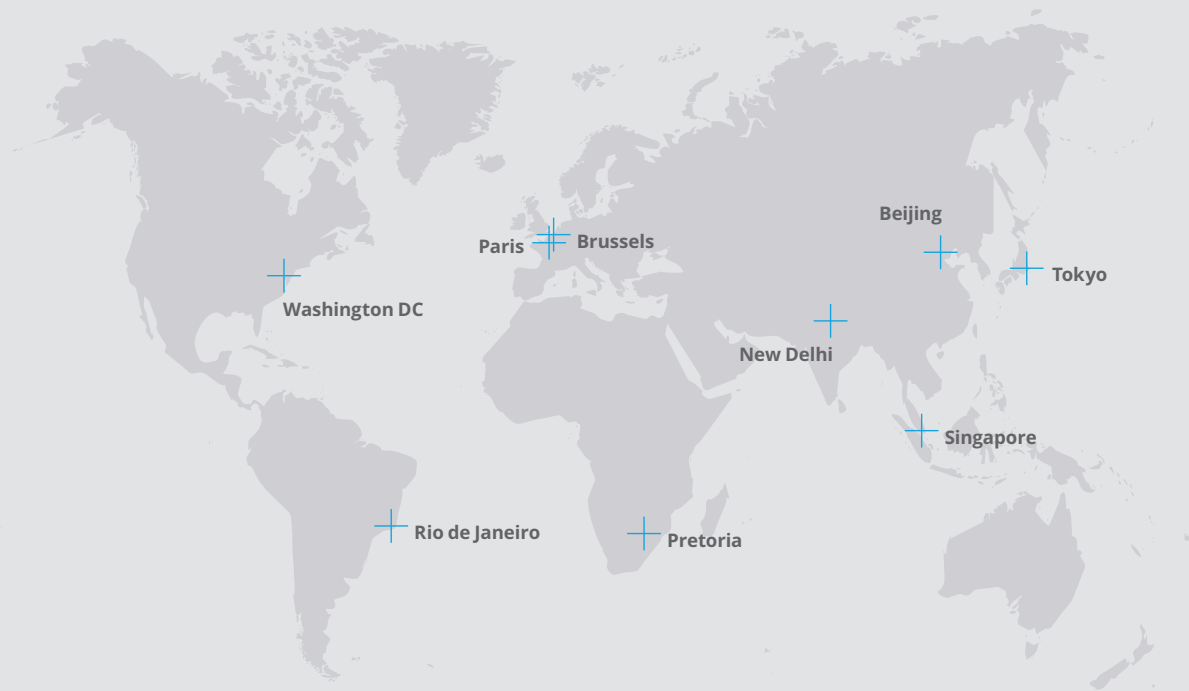 Beijing
Paris
Brussels
Tokyo
Washington DC
New Delhi
Singapore
Rio de Janeiro
Pretoria